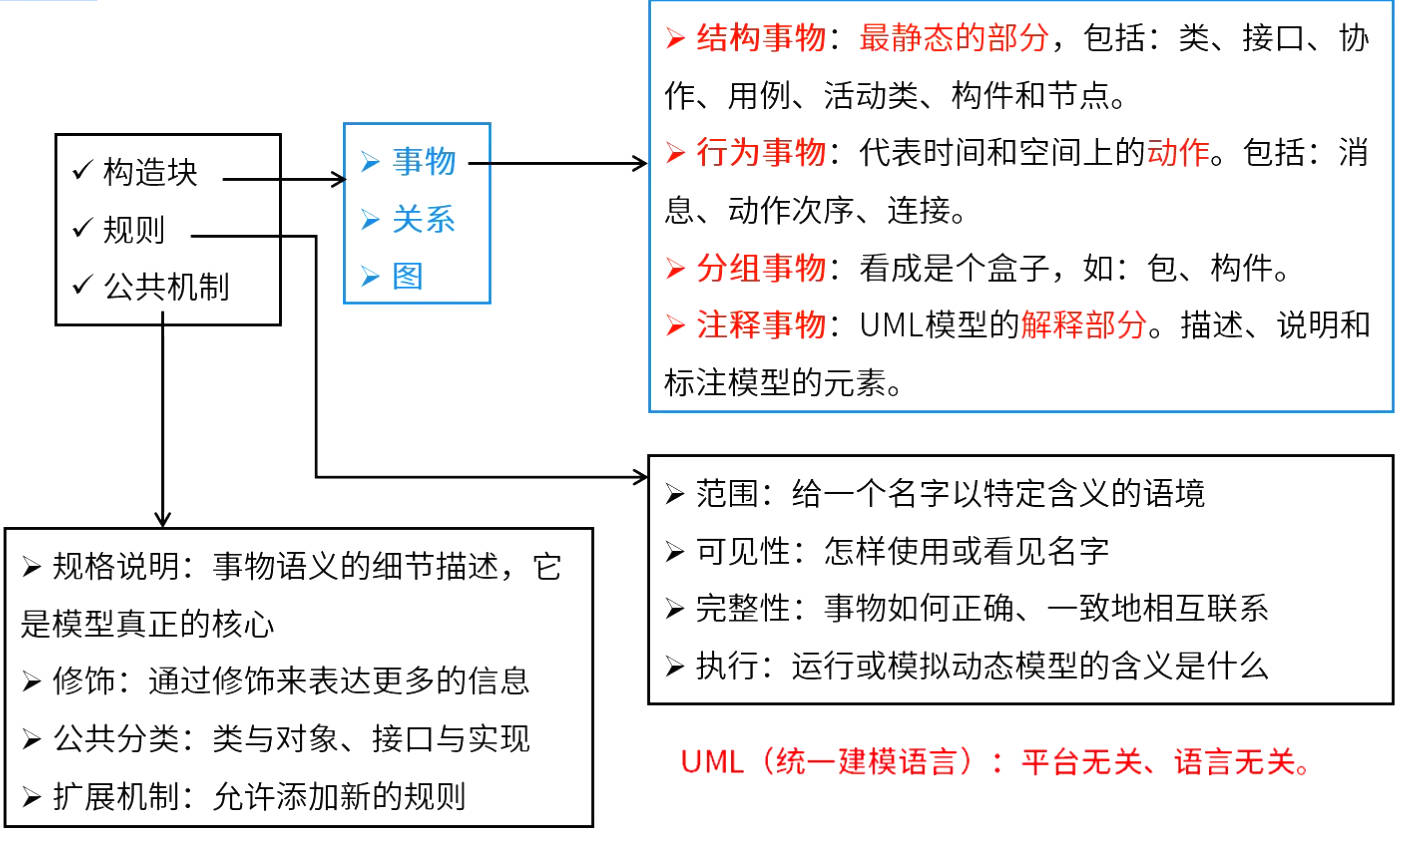 ✓ 构造块
✓ 规则
✓ 公共机制
➢ 事物
➢ 关系
➢ 图
➢ 结构事物：最静态的部分，包括：类、接口、协
作、用例、活动类、构件和节点。
➢ 行为事物：代表时间和空间上的动作。包括：消
息、动作次序、连接。
➢ 分组事物：看成是个盒子，如：包、构件。
➢ 注释事物：UML模型的解释部分。描述、说明和
标注模型的元素。
➢ 范围：给一个名字以特定含义的语境
➢ 可见性：怎样使用或看见名字
➢ 完整性：事物如何正确、一致地相互联系
➢ 执行：运行或模拟动态模型的含义是什么
➢ 规格说明：事物语义的细节描述，它
是模型真正的核心
➢ 修饰：通过修饰来表达更多的信息
➢ 公共分类：类与对象、接口与实现
➢ 扩展机制：允许添加新的规则
UML（统一建模语言）：平台无关、语言无关。